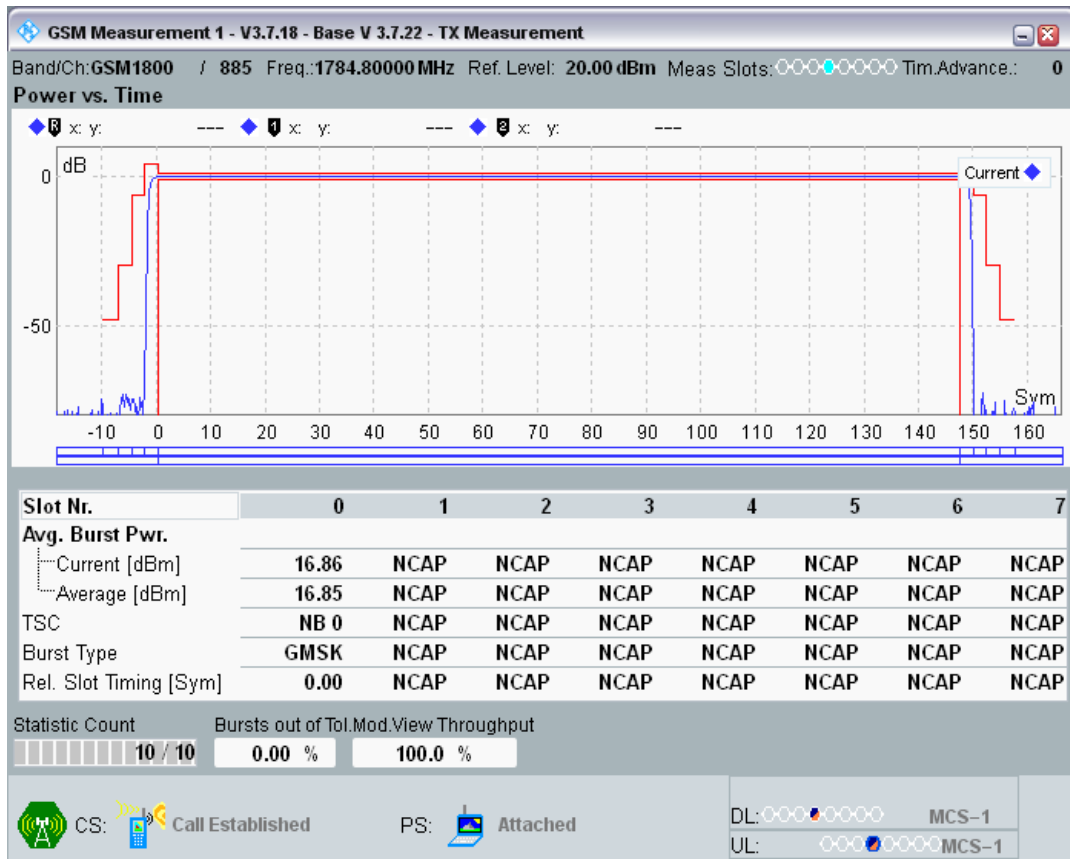 GSM Measurement 1 - V3.7.18 - Base V 3.7.22 - TX Measurement
Band/Ch:GSM1800 / 885 Freq.:1784.80000 MHz Ref. Level: 20.00 dBm Meas Slots: Tim.Advance.: 0
Power vs. Time
R x: y: --- 1 x: y: --- 2 x: y: ---
dB
Current
0
-50
Sym
-10 0 10 20 30 40 50 60 70 80 90 100 110 120 130 140 150 160
Slot Nr. 0 1 2 3 4 5 6 7
Avg. Burst Pwr.
Current [dBm] 16.86 NCAP NCAP NCAP NCAP NCAP NCAP NCAP
Average [dBm] 16.85 NCAP NCAP NCAP NCAP NCAP NCAP NCAP
TSC NB 0 NCAP NCAP NCAP NCAP NCAP NCAP NCAP
Burst Type GMSK NCAP NCAP NCAP NCAP NCAP NCAP NCAP
Rel. Slot Timing [Sym] 0.00 NCAP NCAP NCAP NCAP NCAP NCAP NCAP
Statistic Count Bursts out of Tol.Mod.View Throughput
10 / 10 0.00 % 100.0 %
CS: Call Established PS: Attached DL: MCS-1
UL: MCS-1